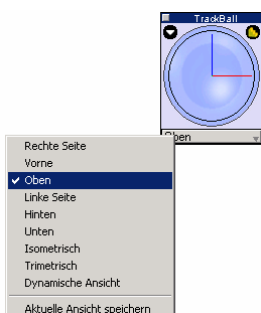 TrackBall
Oben
Rechte Seite
Vorne
Oben
Linke Seite
Hinten
Unten
Isometrisch
Trimetrisch
Dynamische Ansicht
Aktuelle Ansicht speichern